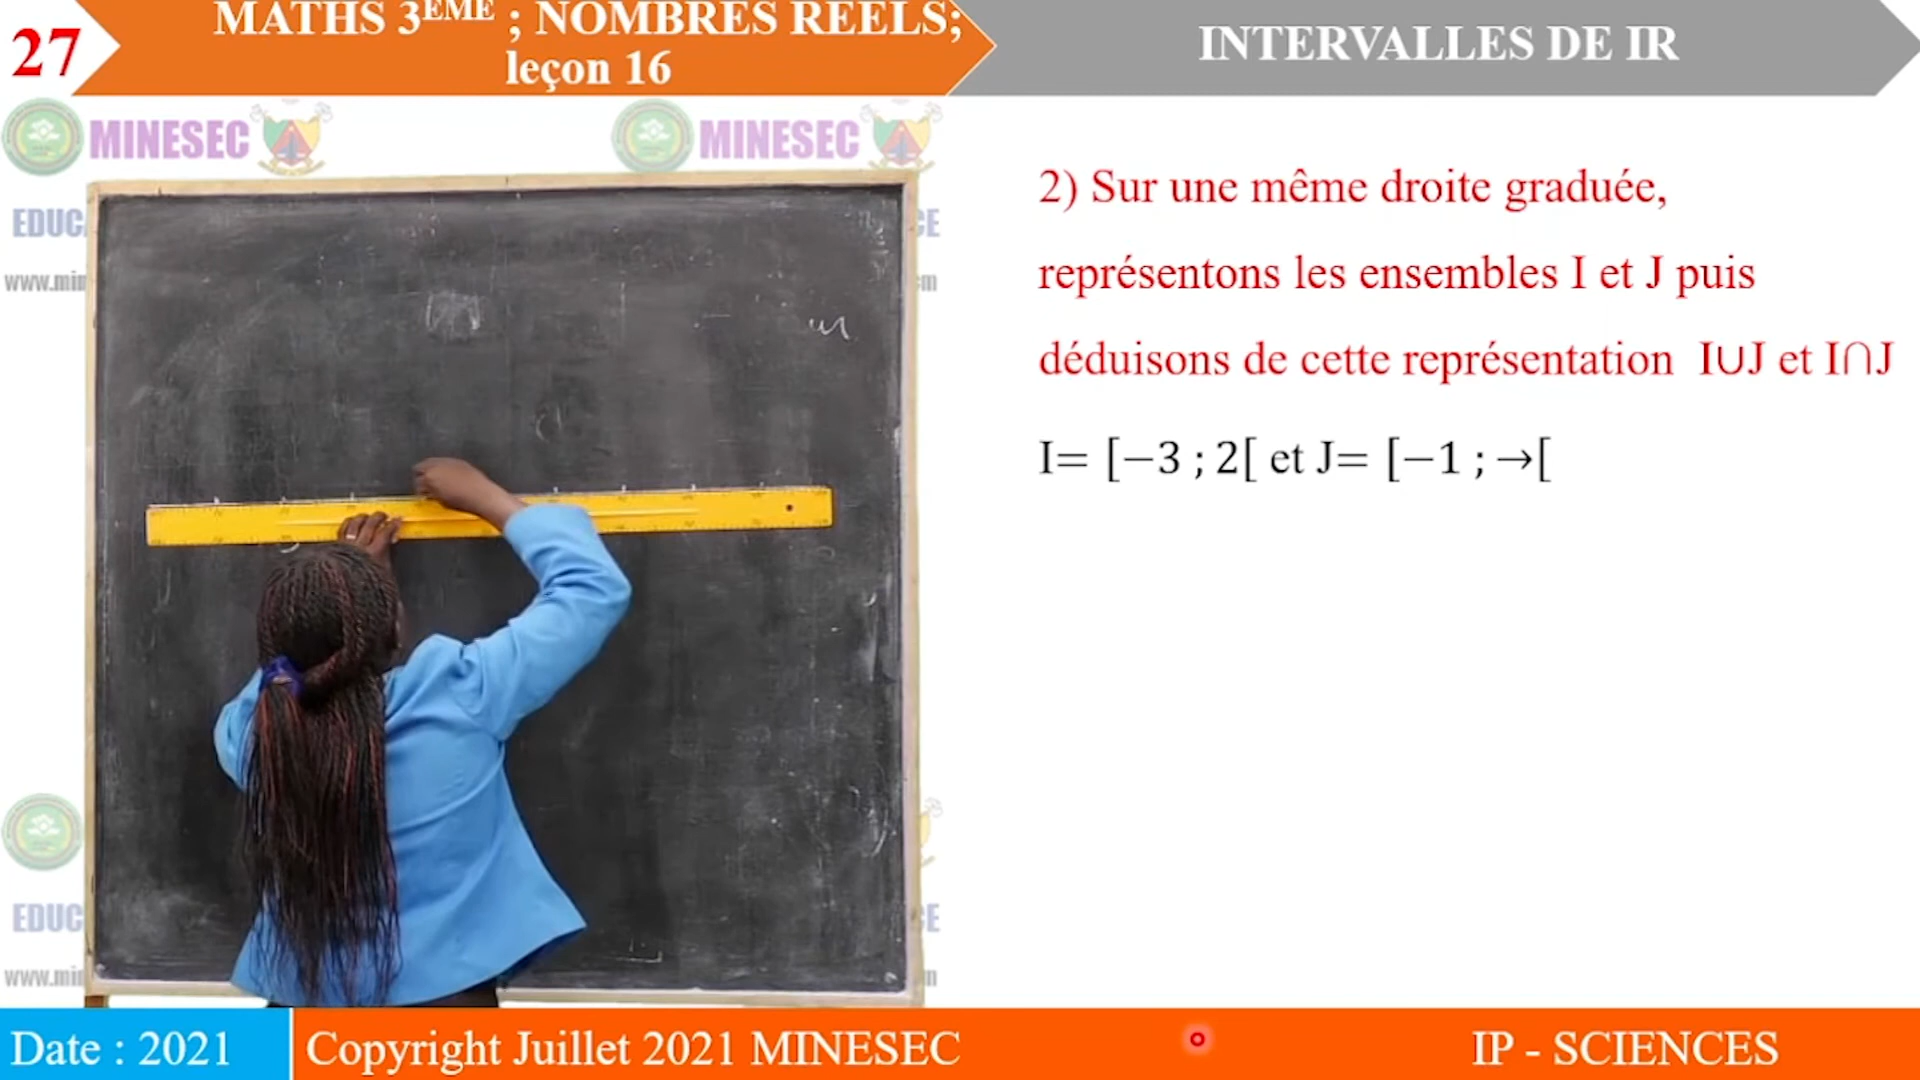 27
MATHS 3EME ; NOMBRES REELS;
leçon 16
INTERVALLES DE IR
MINESEC
MINESEC
2) Sur une même droite graduée,
représentons les ensembles I et J puis
déduisons de cette représentation I∪J et I∩J
I= [−3 ; 2[ et J= [−1 ; →[
Date : 2021
Copyright Juillet 2021 MINESEC
IP - SCIENCES